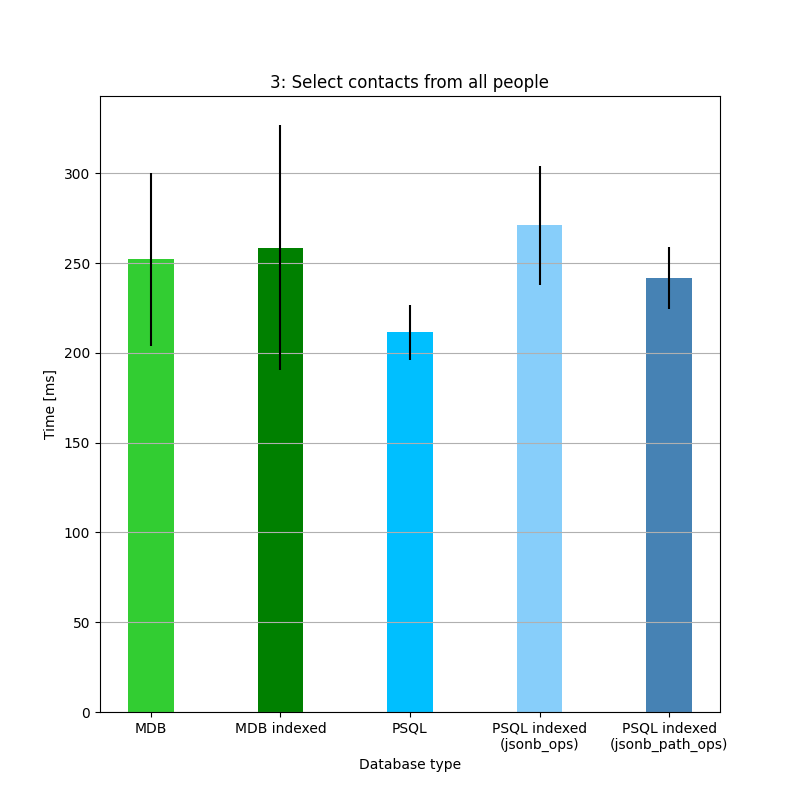 3: Select contacts from all people
Time [ms]
300
250
200
150
100
50
0
MDB
MDB indexed
PSQL
PSQL indexed
(jsonb_ops)
PSQL indexed
(jsonb_path_ops)
Database type